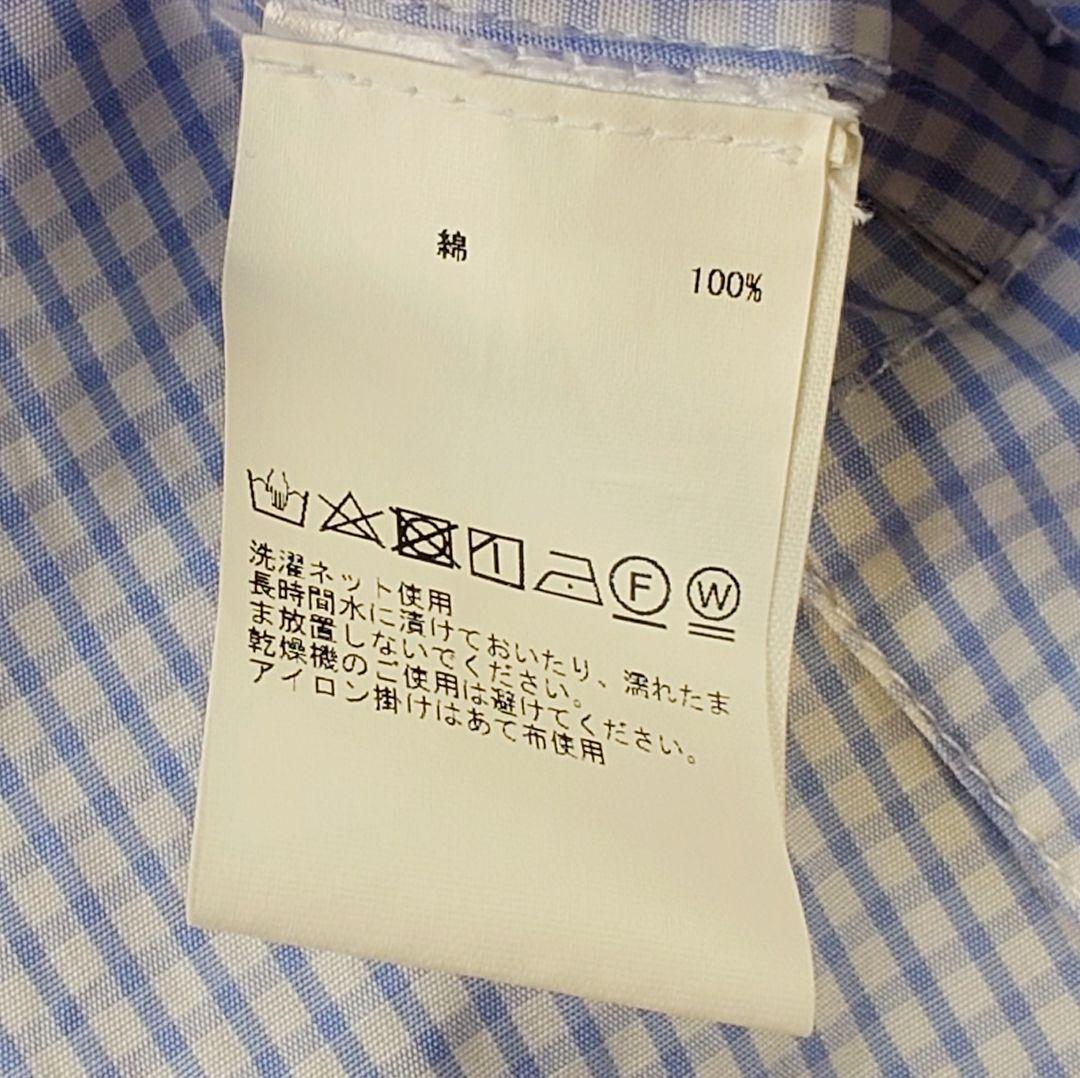 綿
100%
F W
洗濯ネット使用
長時間水に漬けておいたり、濡れたま
ま放置しないでください。
乾燥機のご使用は避けてください。
アイロン掛けはあて布使用